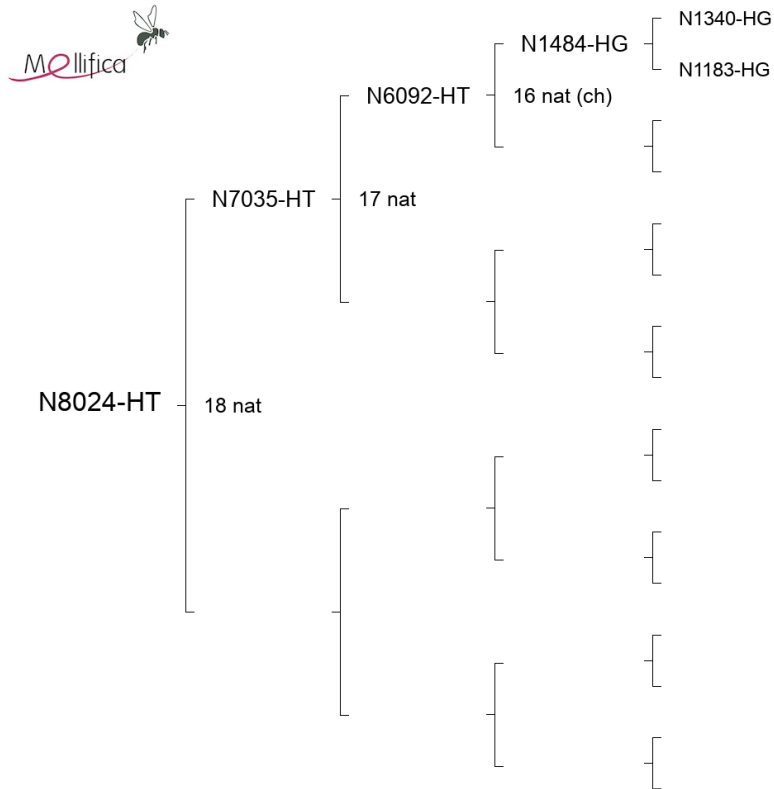 Mellifica
N1340-HG
N1484-HG
N1183-HG
N6092-HT
16 nat (ch)
N7035-HT
17 nat
N8024-HT
18 nat